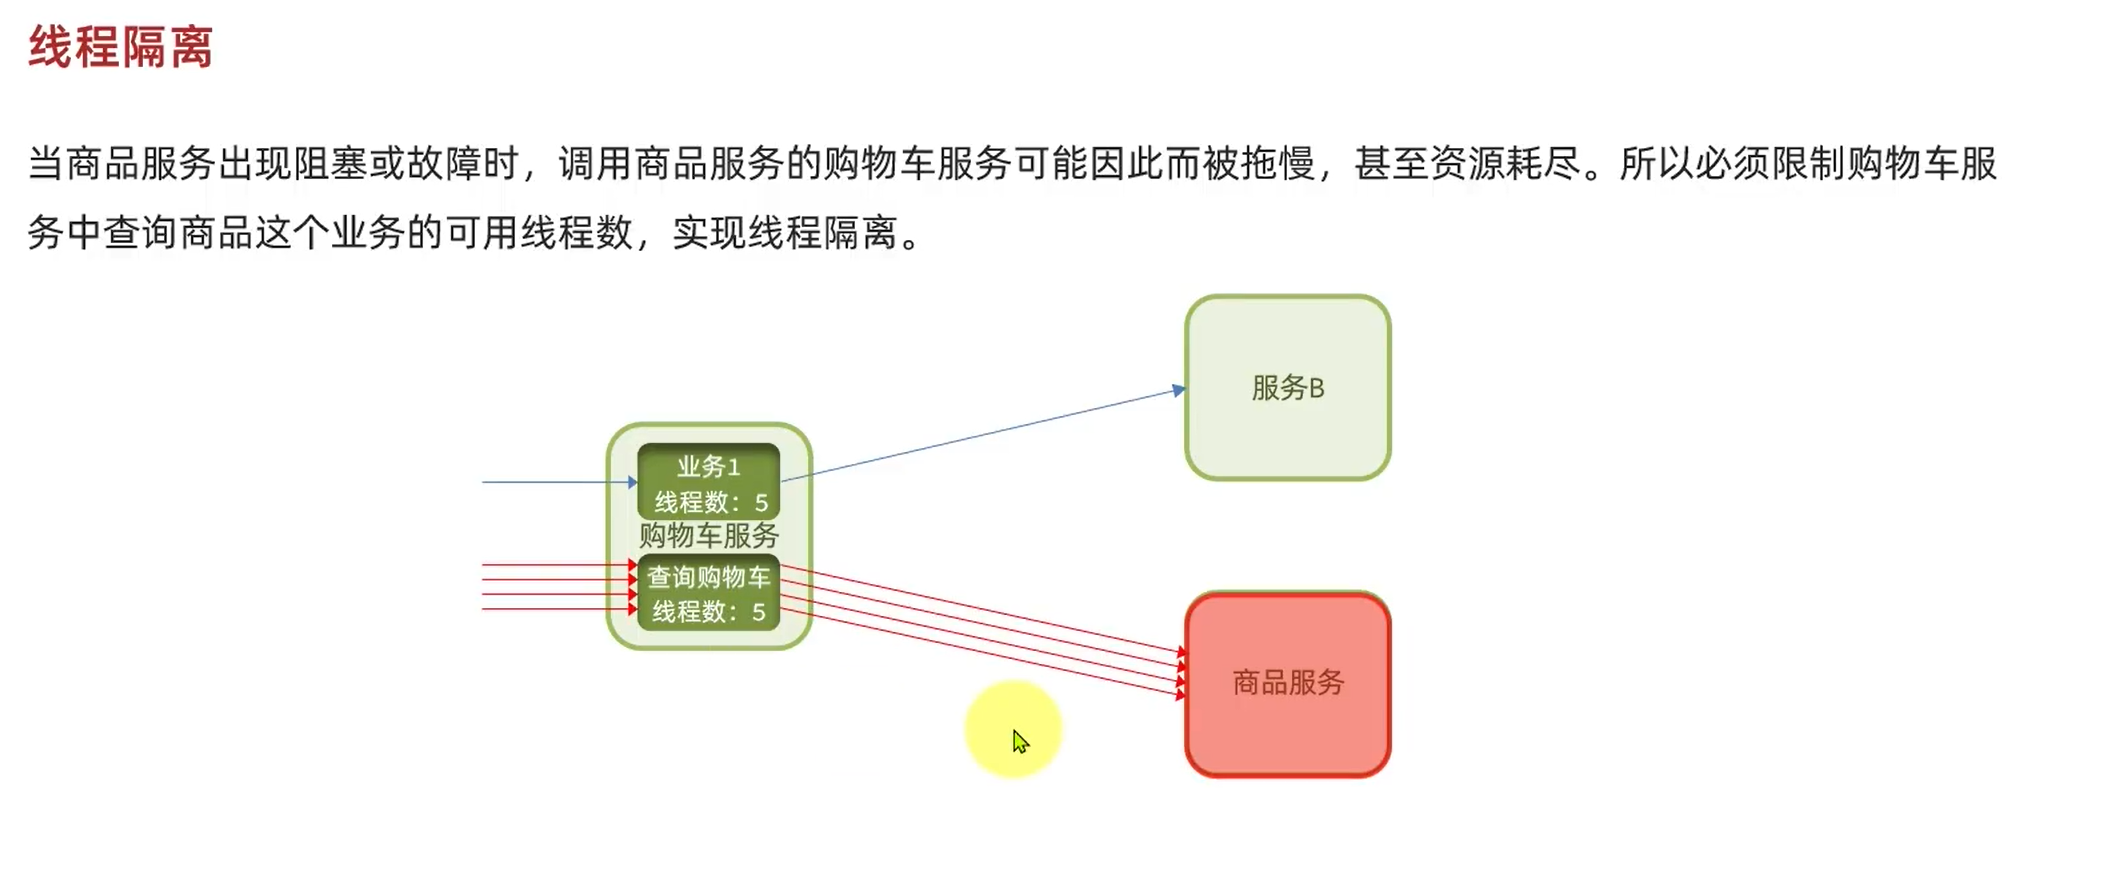 线程隔离
当商品服务出现阻塞或故障时，调用商品服务的购物车服务可能因此而被拖慢，甚至资源耗尽。所以必须限制购物车服
务中查询商品这个业务的可用线程数，实现线程隔离。
服务B
业务1
线程数：5
购物车服务
查询购物车
线程数：5
商品服务